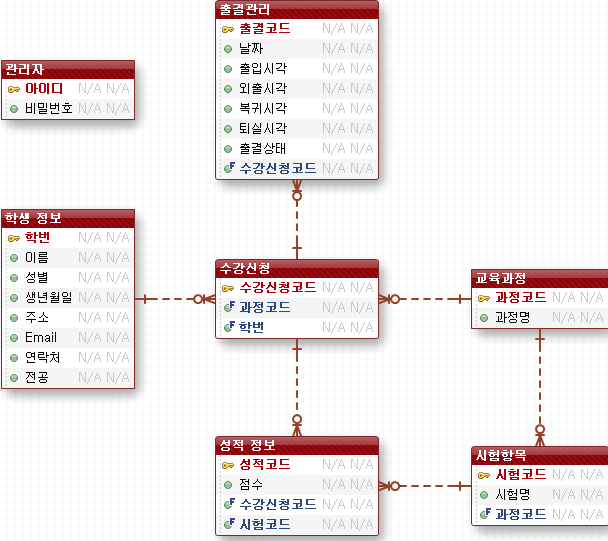 출결관리
출결코드 N/A N/A
날짜 N/A N/A
출입시각 N/A N/A
외출시각 N/A N/A
복귀시각 N/A N/A
퇴실시각 N/A N/A
출결상태 N/A N/A
F 수강신청코드 N/A N/A
관리자
아이디 N/A N/A
비밀번호 N/A N/A
학생 정보
학번 N/A N/A
이름 N/A N/A
성별 N/A N/A
생년월일 N/A N/A
주소 N/A N/A
Email N/A N/A
연락처 N/A N/A
전공 N/A N/A
수강신청
수강신청코드 N/A N/A
F 과정코드 N/A N/A
F 학번 N/A N/A
교육과정
과정코드 N/A N/A
과정명 N/A N/A
성적 정보
성적코드 N/A N/A
점수 N/A N/A
F 수강신청코드 N/A N/A
F 시험코드 N/A N/A
시험항목
시험코드 N/A N/A
시험명 N/A N/A
F 과정코드 N/A N/A